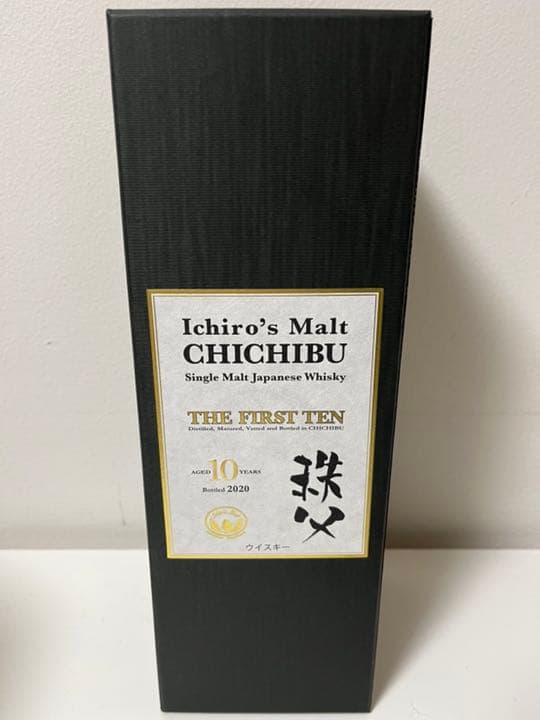 Ichiro's Malt
CHICHIBU
Single Malt Japanese Whisky
THE FIRST TEN
Distilled, Matured, Vatted and Bottled in CHICHIBU
AGED 10 YEARS
Bottled 2020
秩父
ウイスキー